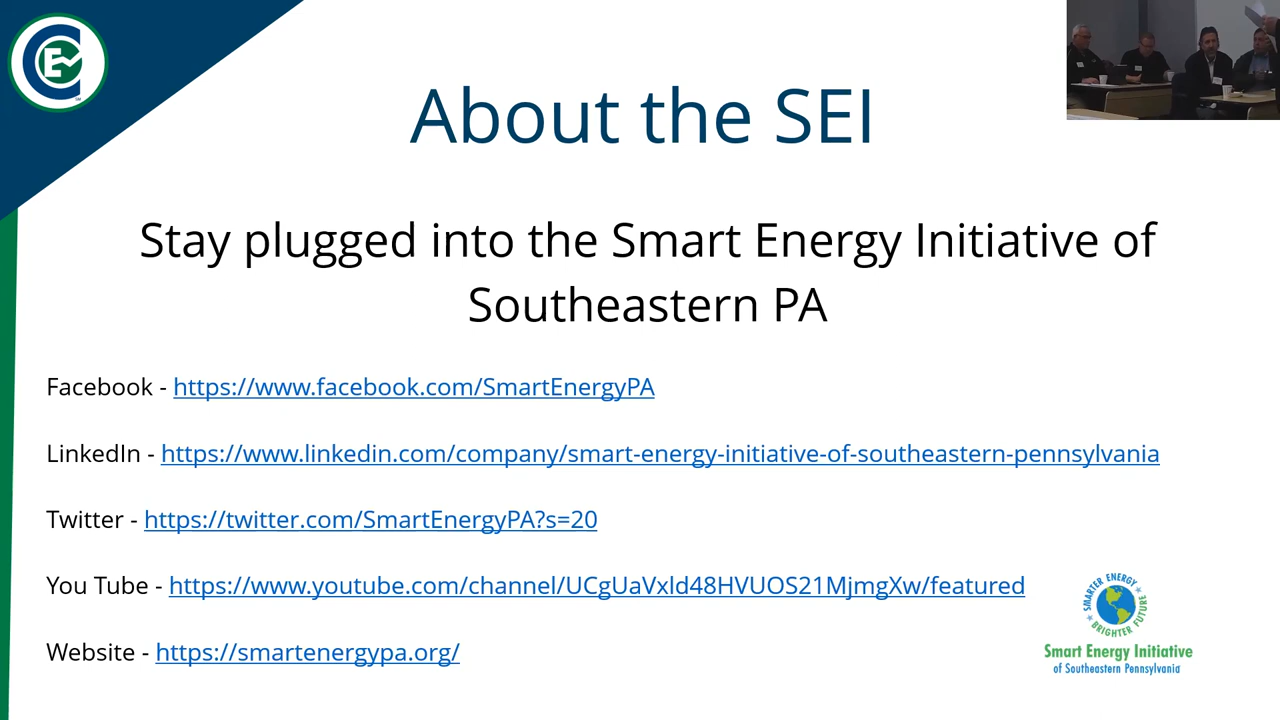 About the SEI
Stay plugged into the Smart Energy Initiative of
Southeastern PA
Facebook - https://www.facebook.com/SmartEnergyPA
LinkedIn - https://www.linkedin.com/company/smart-energy-initiative-of-southeastern-pennsylvania
Twitter - https://twitter.com/SmartEnergyPA?s=20
You Tube - https://www.youtube.com/channel/UCgUaVxld48HVUOS21MjmgXw/featured
Website - https://smartenergypa.org/
SMARTER ENERGY
BRIGHTER FUTURE
Smart Energy Initiative
of Southeastern Pennsylvania